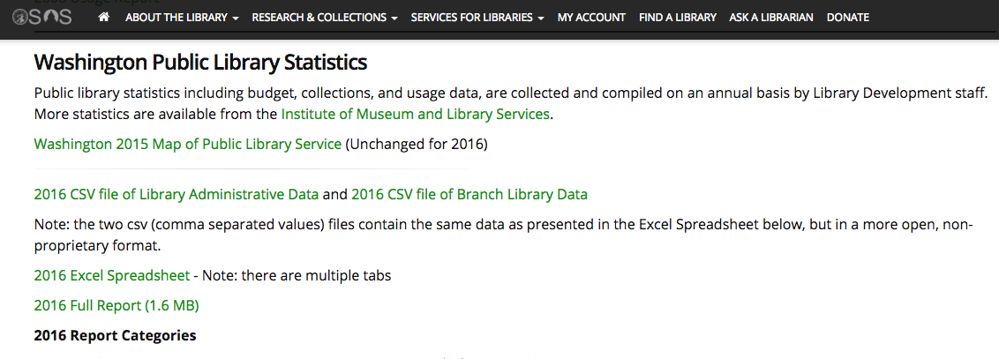 SOS ABOUT THE LIBRARY RESEARCH & COLLECTIONS SERVICES FOR LIBRARIES MY ACCOUNT FIND A LIBRARY ASK A LIBRARIAN DONATE
Washington Public Library Statistics
Public library statistics including budget, collections, and usage data, are collected and compiled on an annual basis by Library Development staff.
More statistics are available from the Institute of Museum and Library Services.
Washington 2015 Map of Public Library Service (Unchanged for 2016)
2016 CSV file of Library Administrative Data and 2016 CSV file of Branch Library Data
Note: the two csv (comma separated values) files contain the same data as presented in the Excel Spreadsheet below, but in a more open, non-
proprietary format.
2016 Excel Spreadsheet - Note: there are multiple tabs
2016 Full Report (1.6 MB)
2016 Report Categories